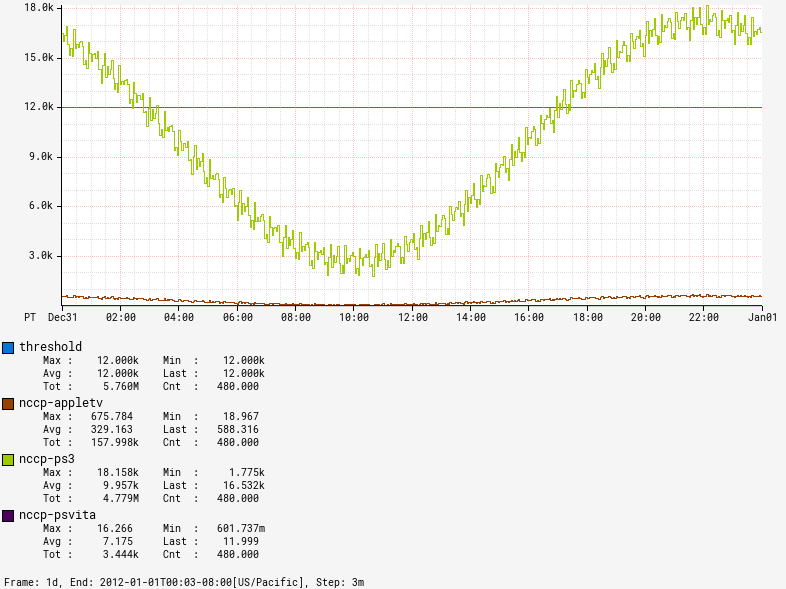 18.0k
15.0k
12.0k
9.0k
6.0k
3.0k
PT Dec31 02:00 04:00 06:00 08:00 10:00 12:00 14:00 16:00 18:00 20:00 22:00 Jan01
threshold
Max : 12.000k Min : 12.000k
Avg : 12.000k Last : 12.000k
Tot : 5.760M Cnt : 480.000
nccp-appletv
Max : 675.784 Min : 18.967
Avg : 329.163 Last : 588.316
Tot : 157.998k Cnt : 480.000
nccp-ps3
Max : 18.158k Min : 1.775k
Avg : 9.957k Last : 16.532k
Tot : 4.779M Cnt : 480.000
nccp-psvita
Max : 16.266 Min : 601.737m
Avg : 7.175 Last : 11.999
Tot : 3.444k Cnt : 480.000
Frame: 1d, End: 2012-01-01T00:03-08:00[US/Pacific], Step: 3m